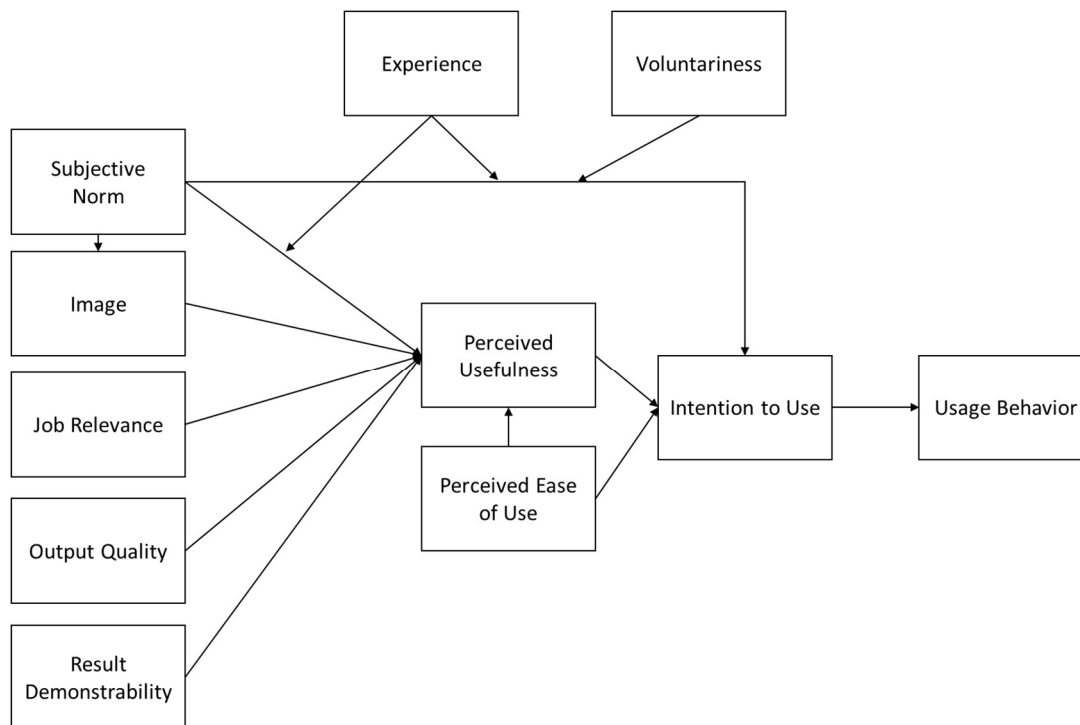 Experience
Voluntariness
Subjective
Norm
Image
Perceived
Usefulness
Job Relevance
Intention to Use
Usage Behavior
Perceived Ease
of Use
Output Quality
Result
Demonstrability